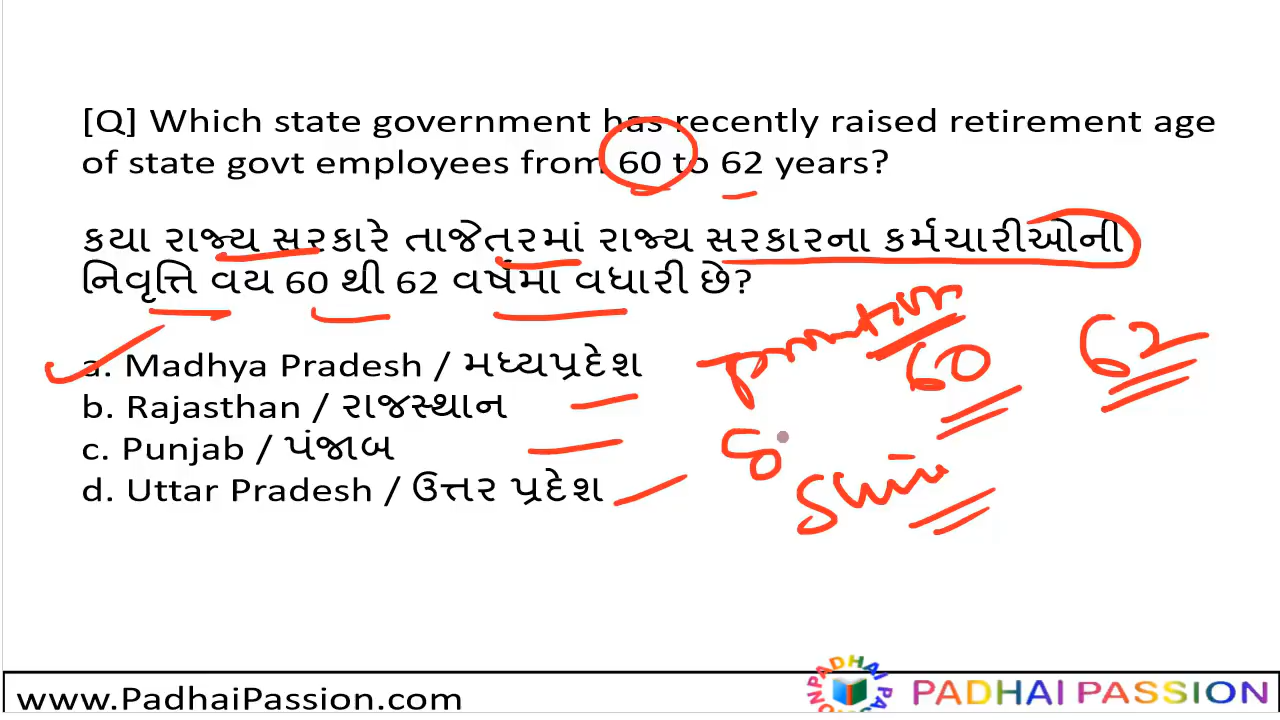 [Q] Which state government has recently raised retirement age
of state govt employees from 60 to 62 years?
કયા રાજ્ય સરકારે તાજેતરમાં રાજ્ય સરકારના કર્મચારીઓની
નિવૃત્તિ વય 60 થી 62 વર્ષમા વધારી છે?
a. Madhya Pradesh / મધ્યપ્રદેશ
b. Rajasthan / રાજસ્થાન
c. Punjab / પંજાબ
d. Uttar Pradesh / ઉત્તર પ્રદેશ
60 62
www.PadhaiPassion.com
PADHAI PASSION